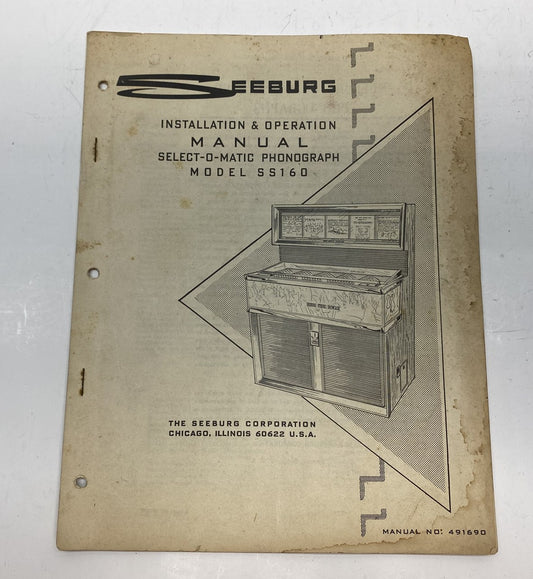 SEEBURG
INSTALLATION & OPERATION
MANUAL
SELECT-O-MATIC PHONOGRAPH
MODEL SS160
THE SEEBURG CORPORATION
CHICAGO, ILLINOIS 60622 U.S.A.
MANUAL NO: 491690